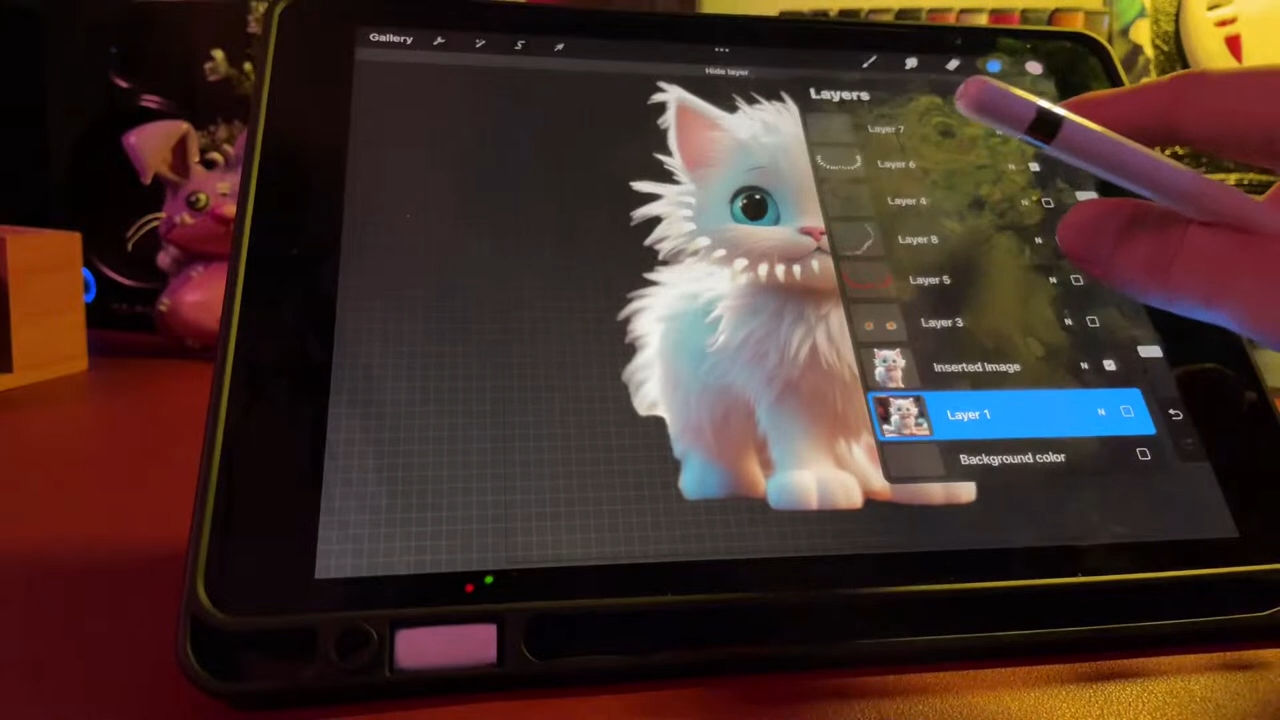 Gallery
Hide layer
Layers
Layer 7
Layer 6 N
Layer 4 N
Layer 8 N
Layer 5 N
Layer 3 N
Inserted Image N
Layer 1 N
Background color